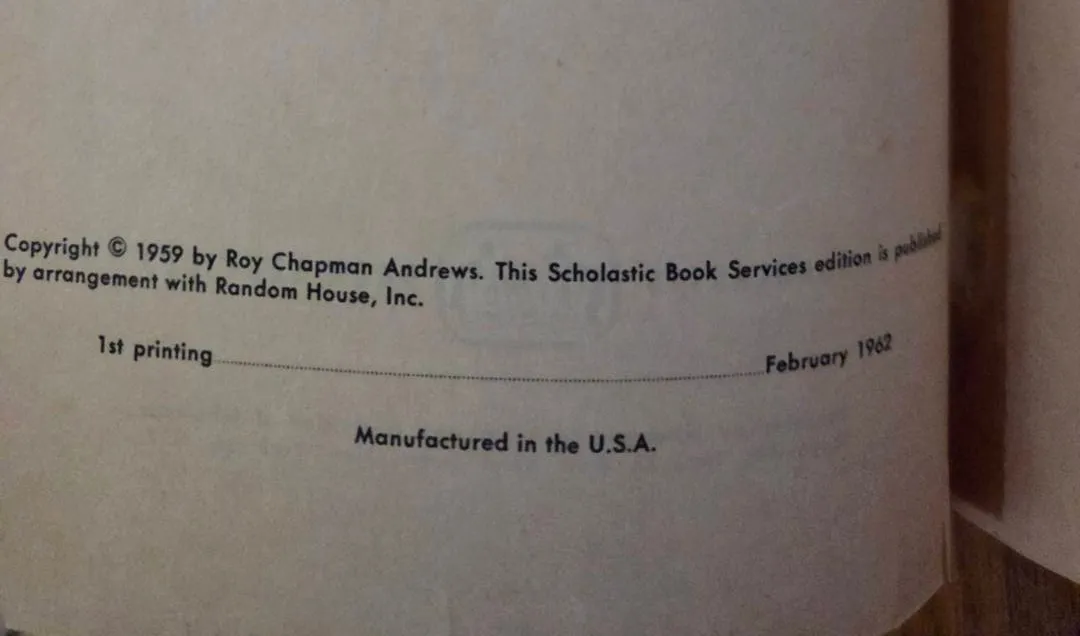 Copyright © 1959 by Roy Chapman Andrews. This Scholastic Book Services edition is published
by arrangement with Random House, Inc.
1st printing............................................................February 1962
Manufactured in the U.S.A.